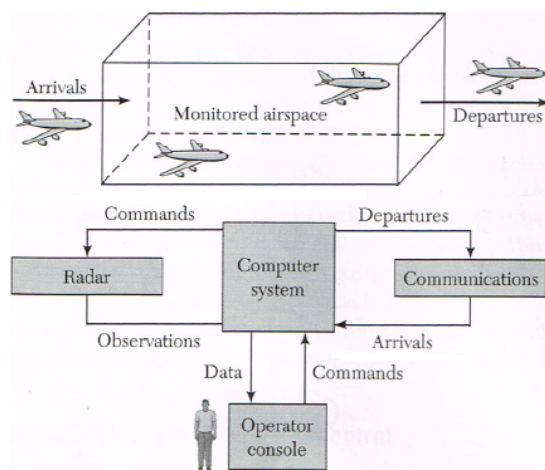 Arrivals
Monitored airspace
Departures
Commands
Departures
Radar
Computer
system
Communications
Observations
Arrivals
Data
Commands
Operator
console